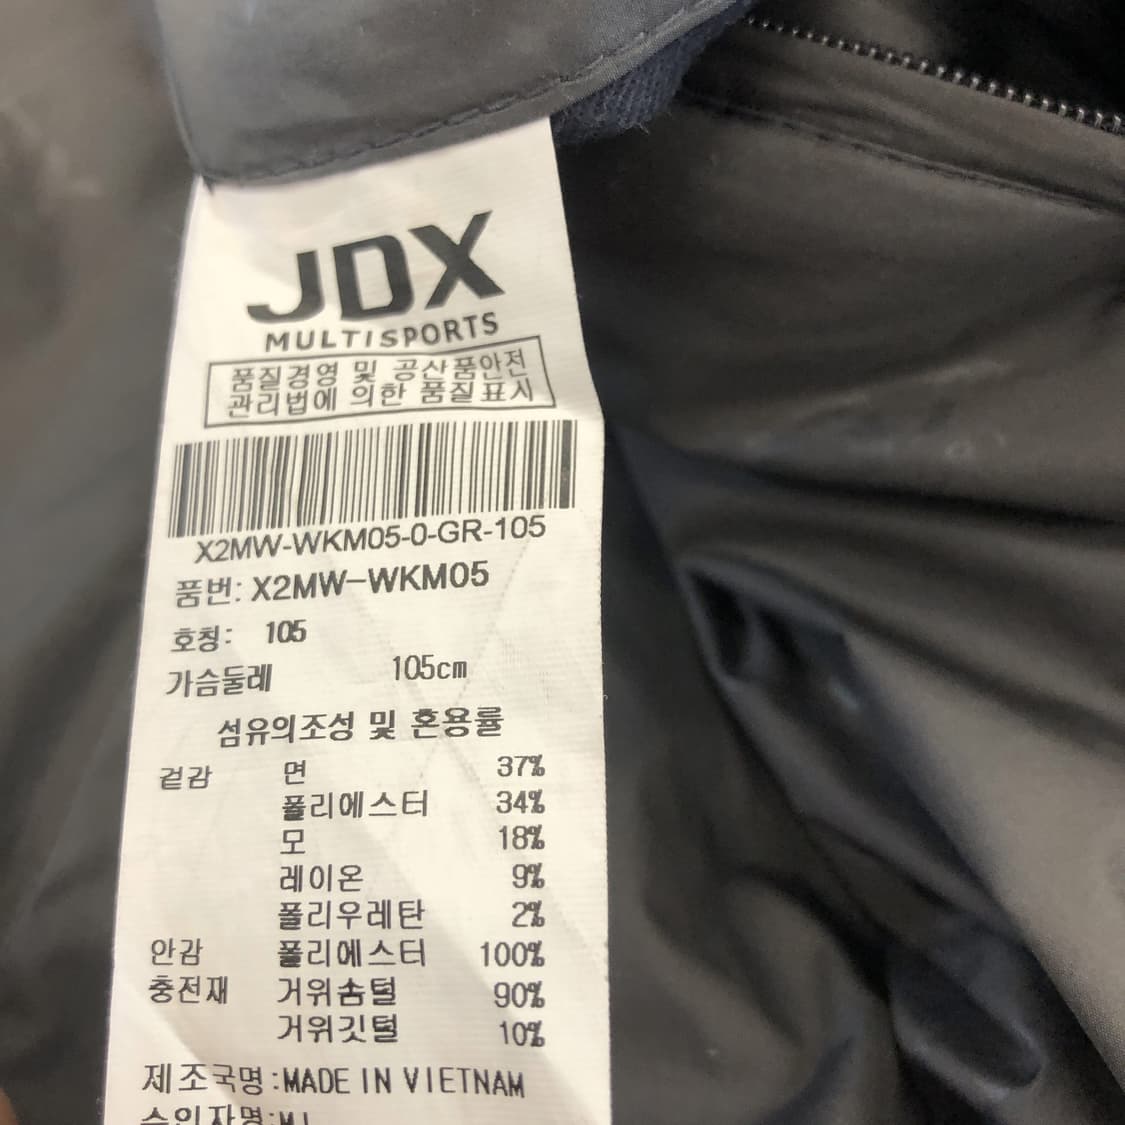 JDX
MULTISPORTS
품질경영 및 공산품안전
관리법에 의한 품질표시
X2MW-WKM05-0-GR-105
품번: X2MW-WKM05
호칭: 105
가슴둘레 105cm
섬유의조성 및 혼용률
겉감 면 37%
폴리에스터 34%
모 18%
레이온 9%
폴리우레탄 2%
안감 폴리에스터 100%
충전재 거위솜털 90%
거위깃털 10%
제조국명:MADE IN VIETNAM